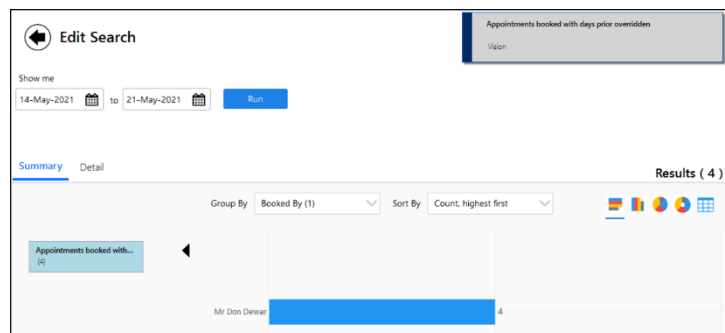 Edit Search
Appointments booked with days prior overridden
Vision
Show me
14-May-2021 to 21-May-2021 Run
Summary Detail
Results ( 4 )
Group By Booked By (1) Sort By Count, highest first
Appointments booked with...
(4)
Mr Don Dewar 4